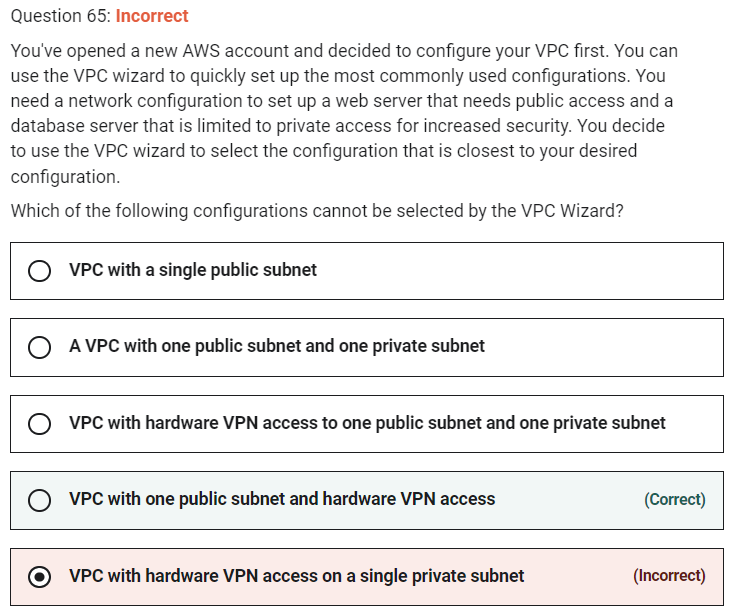 Question 65: Incorrect
You've opened a new AWS account and decided to configure your VPC first. You can
use the VPC wizard to quickly set up the most commonly used configurations. You
need a network configuration to set up a web server that needs public access and a
database server that is limited to private access for increased security. You decide
to use the VPC wizard to select the configuration that is closest to your desired
configuration.
Which of the following configurations cannot be selected by the VPC Wizard?
VPC with a single public subnet
A VPC with one public subnet and one private subnet
VPC with hardware VPN access to one public subnet and one private subnet
VPC with one public subnet and hardware VPN access (Correct)
VPC with hardware VPN access on a single private subnet (Incorrect)